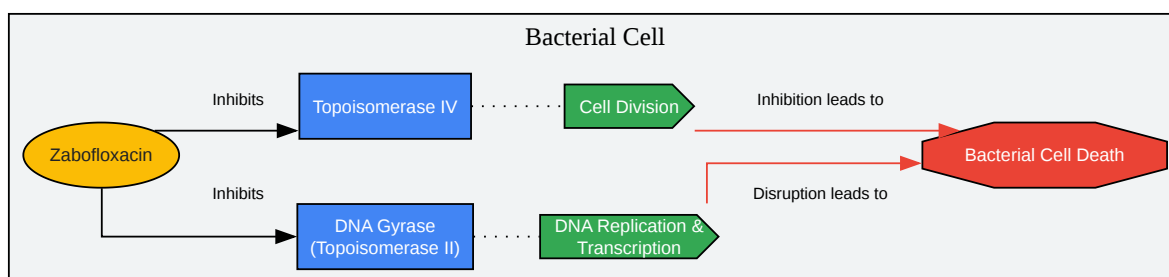 Bacterial Cell
Inhibits
Topoisomerase IV
Cell Division
Inhibition leads to
Zabofloxacin
Bacterial Cell Death
Inhibits
DNA Gyrase
(Topoisomerase II)
DNA Replication &
Transcription
Disruption leads to